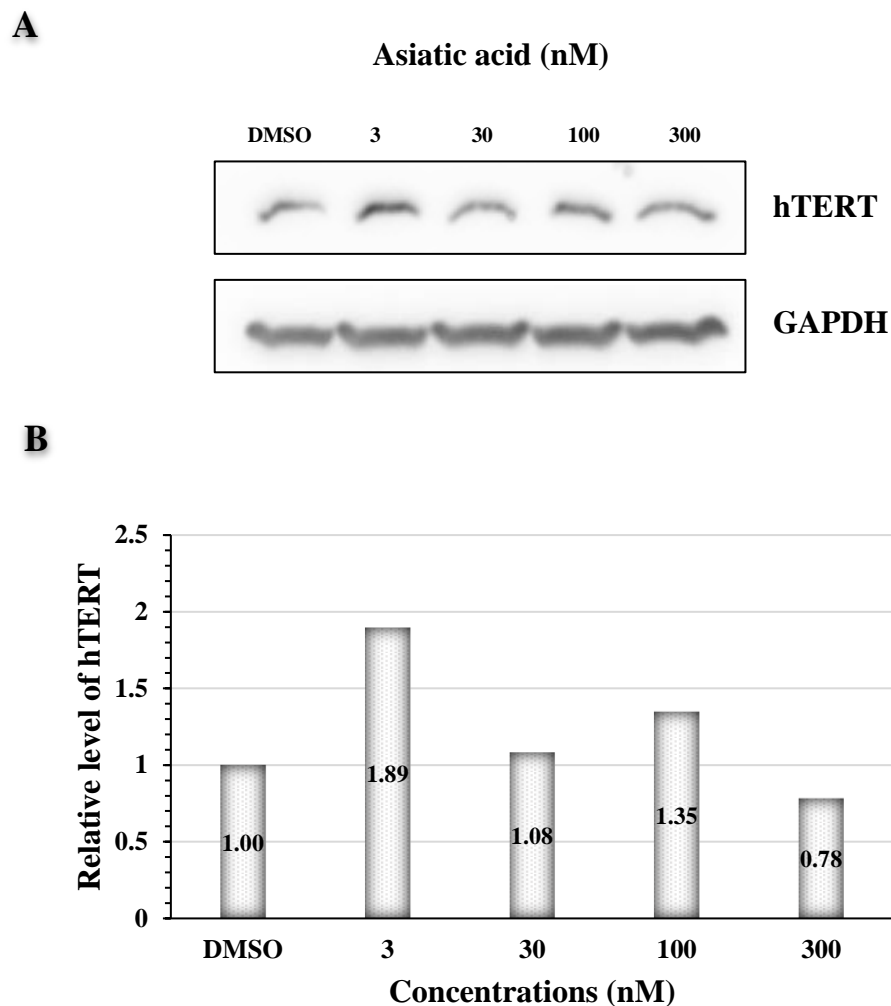 A
Asiatic acid (nM)
DMSO 3 30 100 300
hTERT
GAPDH
B
Relative level of hTERT
2.5
2
1.5
1
0.5
0
1.00
1.89
1.08
1.35
0.78
DMSO 3 30 100 300
Concentrations (nM)